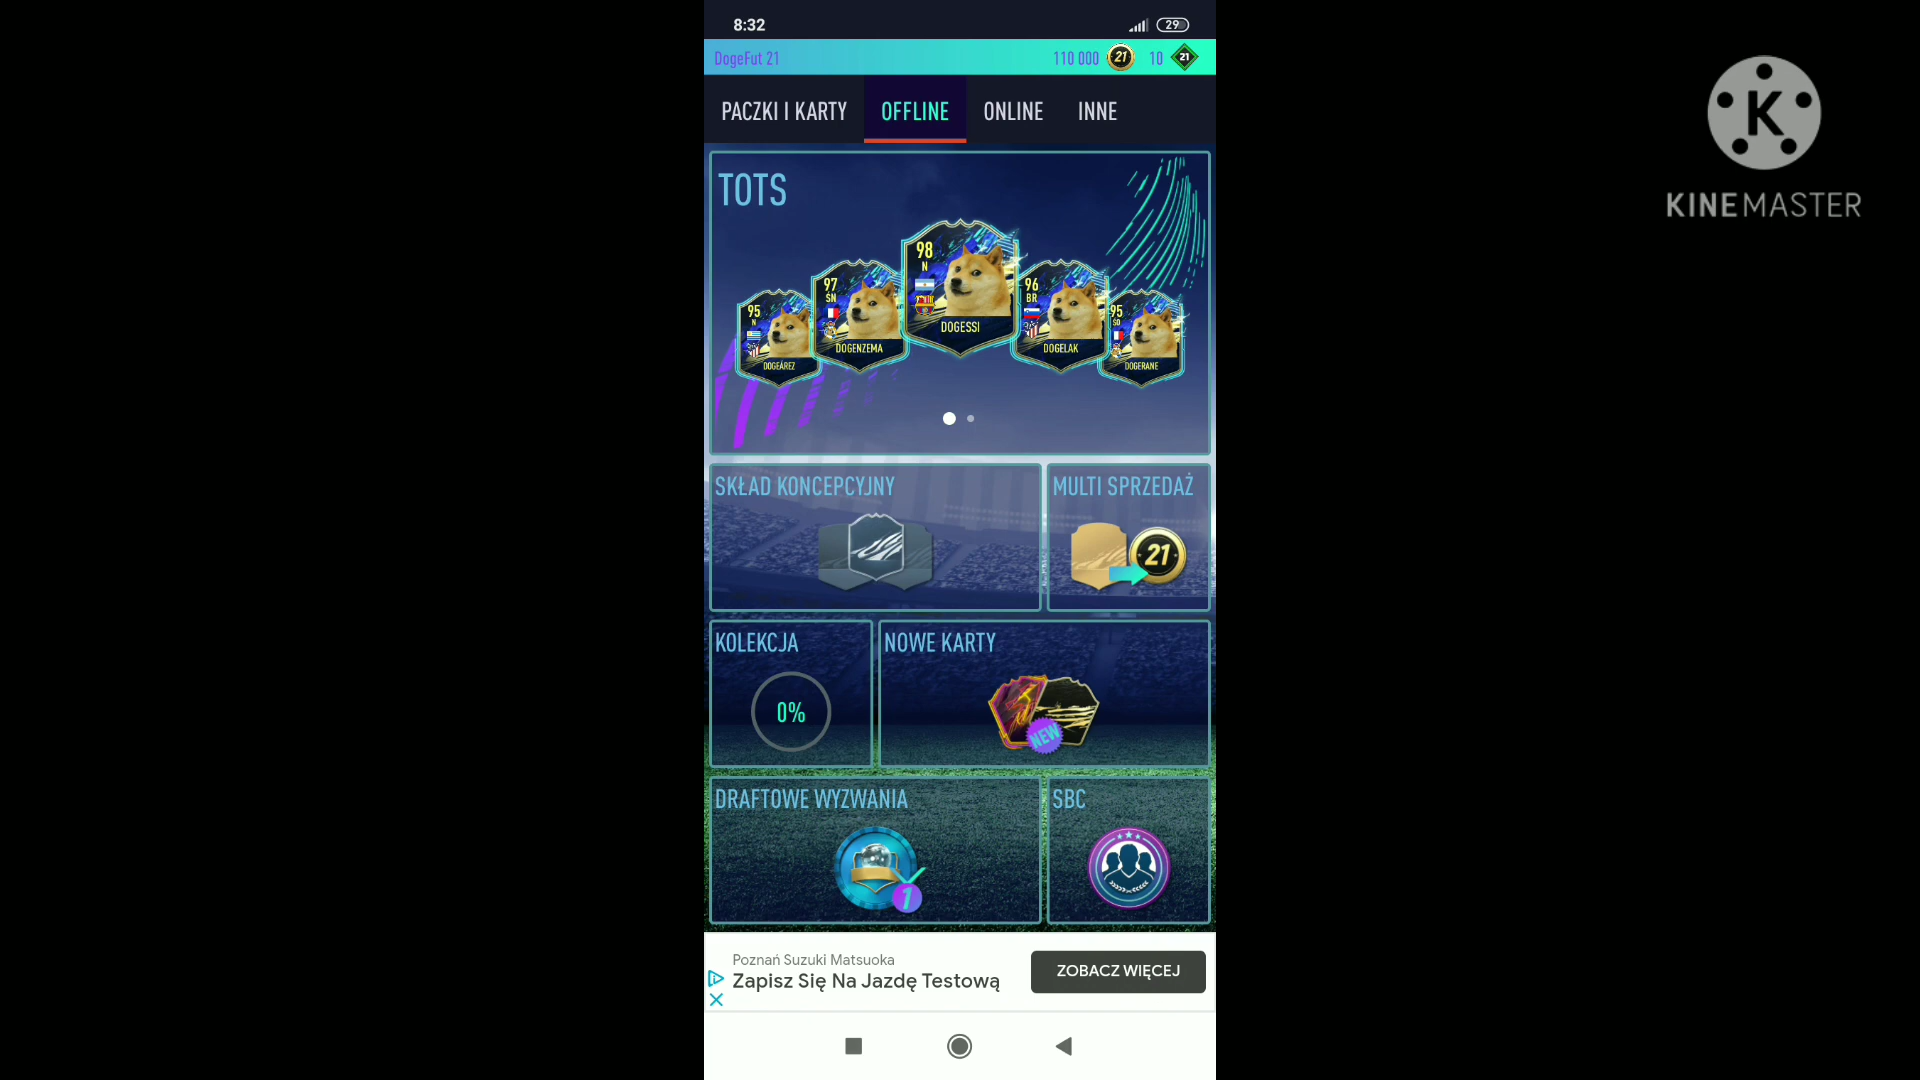 8:32
29
DogeFut 21
110 000
21
10
21
PACZKI I KARTY
OFFLINE
ONLINE
INNE
TOTS
95
N
DOGEÁREZ
97
SN
DOGENZEMA
98
N
DOGESSI
96
BR
DOGELAK
95
ŚO
DOGERANE
SKŁAD KONCEPCYJNY
MULTI SPRZEDAŻ
21
KOLEKCJA
0%
NOWE KARTY
NEW
DRAFTOWE WYZWANIA
1
SBC
Poznań Suzuki Matsuoka
Zapisz Się Na Jazdę Testową
ZOBACZ WIĘCEJ
K
KINEMASTER